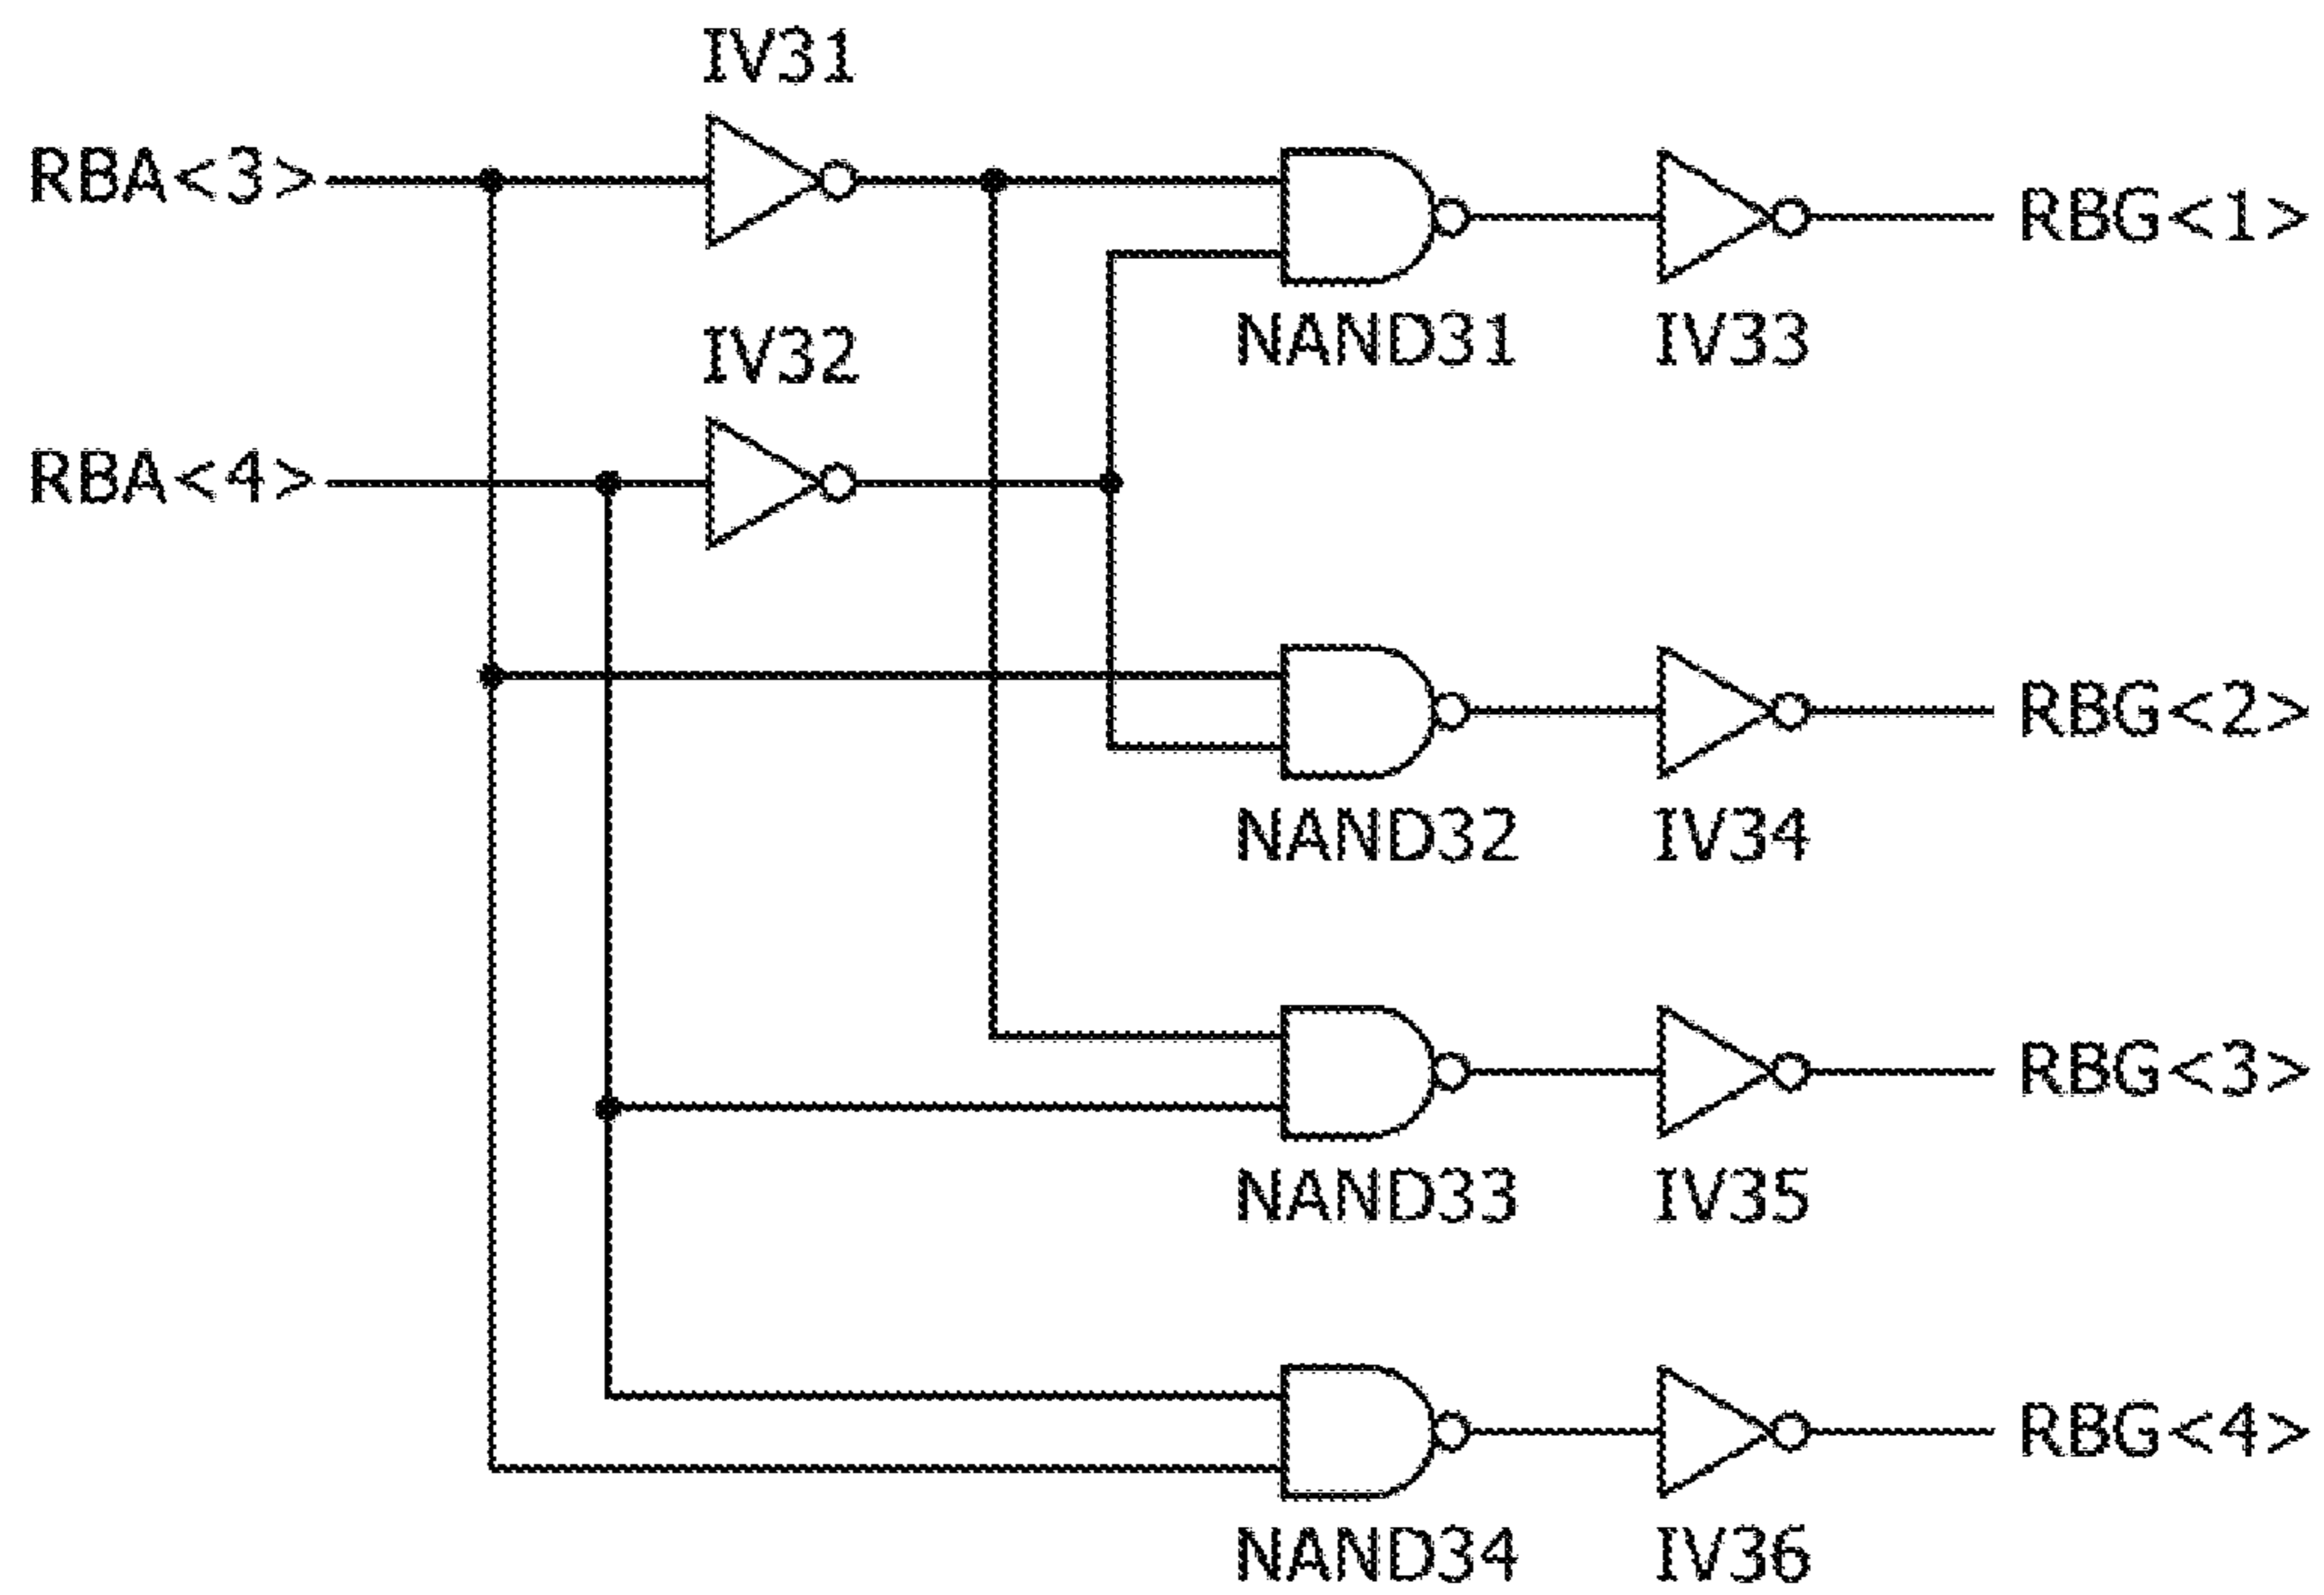 IV31
RBA<3>
RBG<1>
NAND31 IV33
IV32
RBA<4>
RBG<2>
NAND32 IV34
RBG<3>
NAND33 IV35
RBG<4>
NAND34 IV36